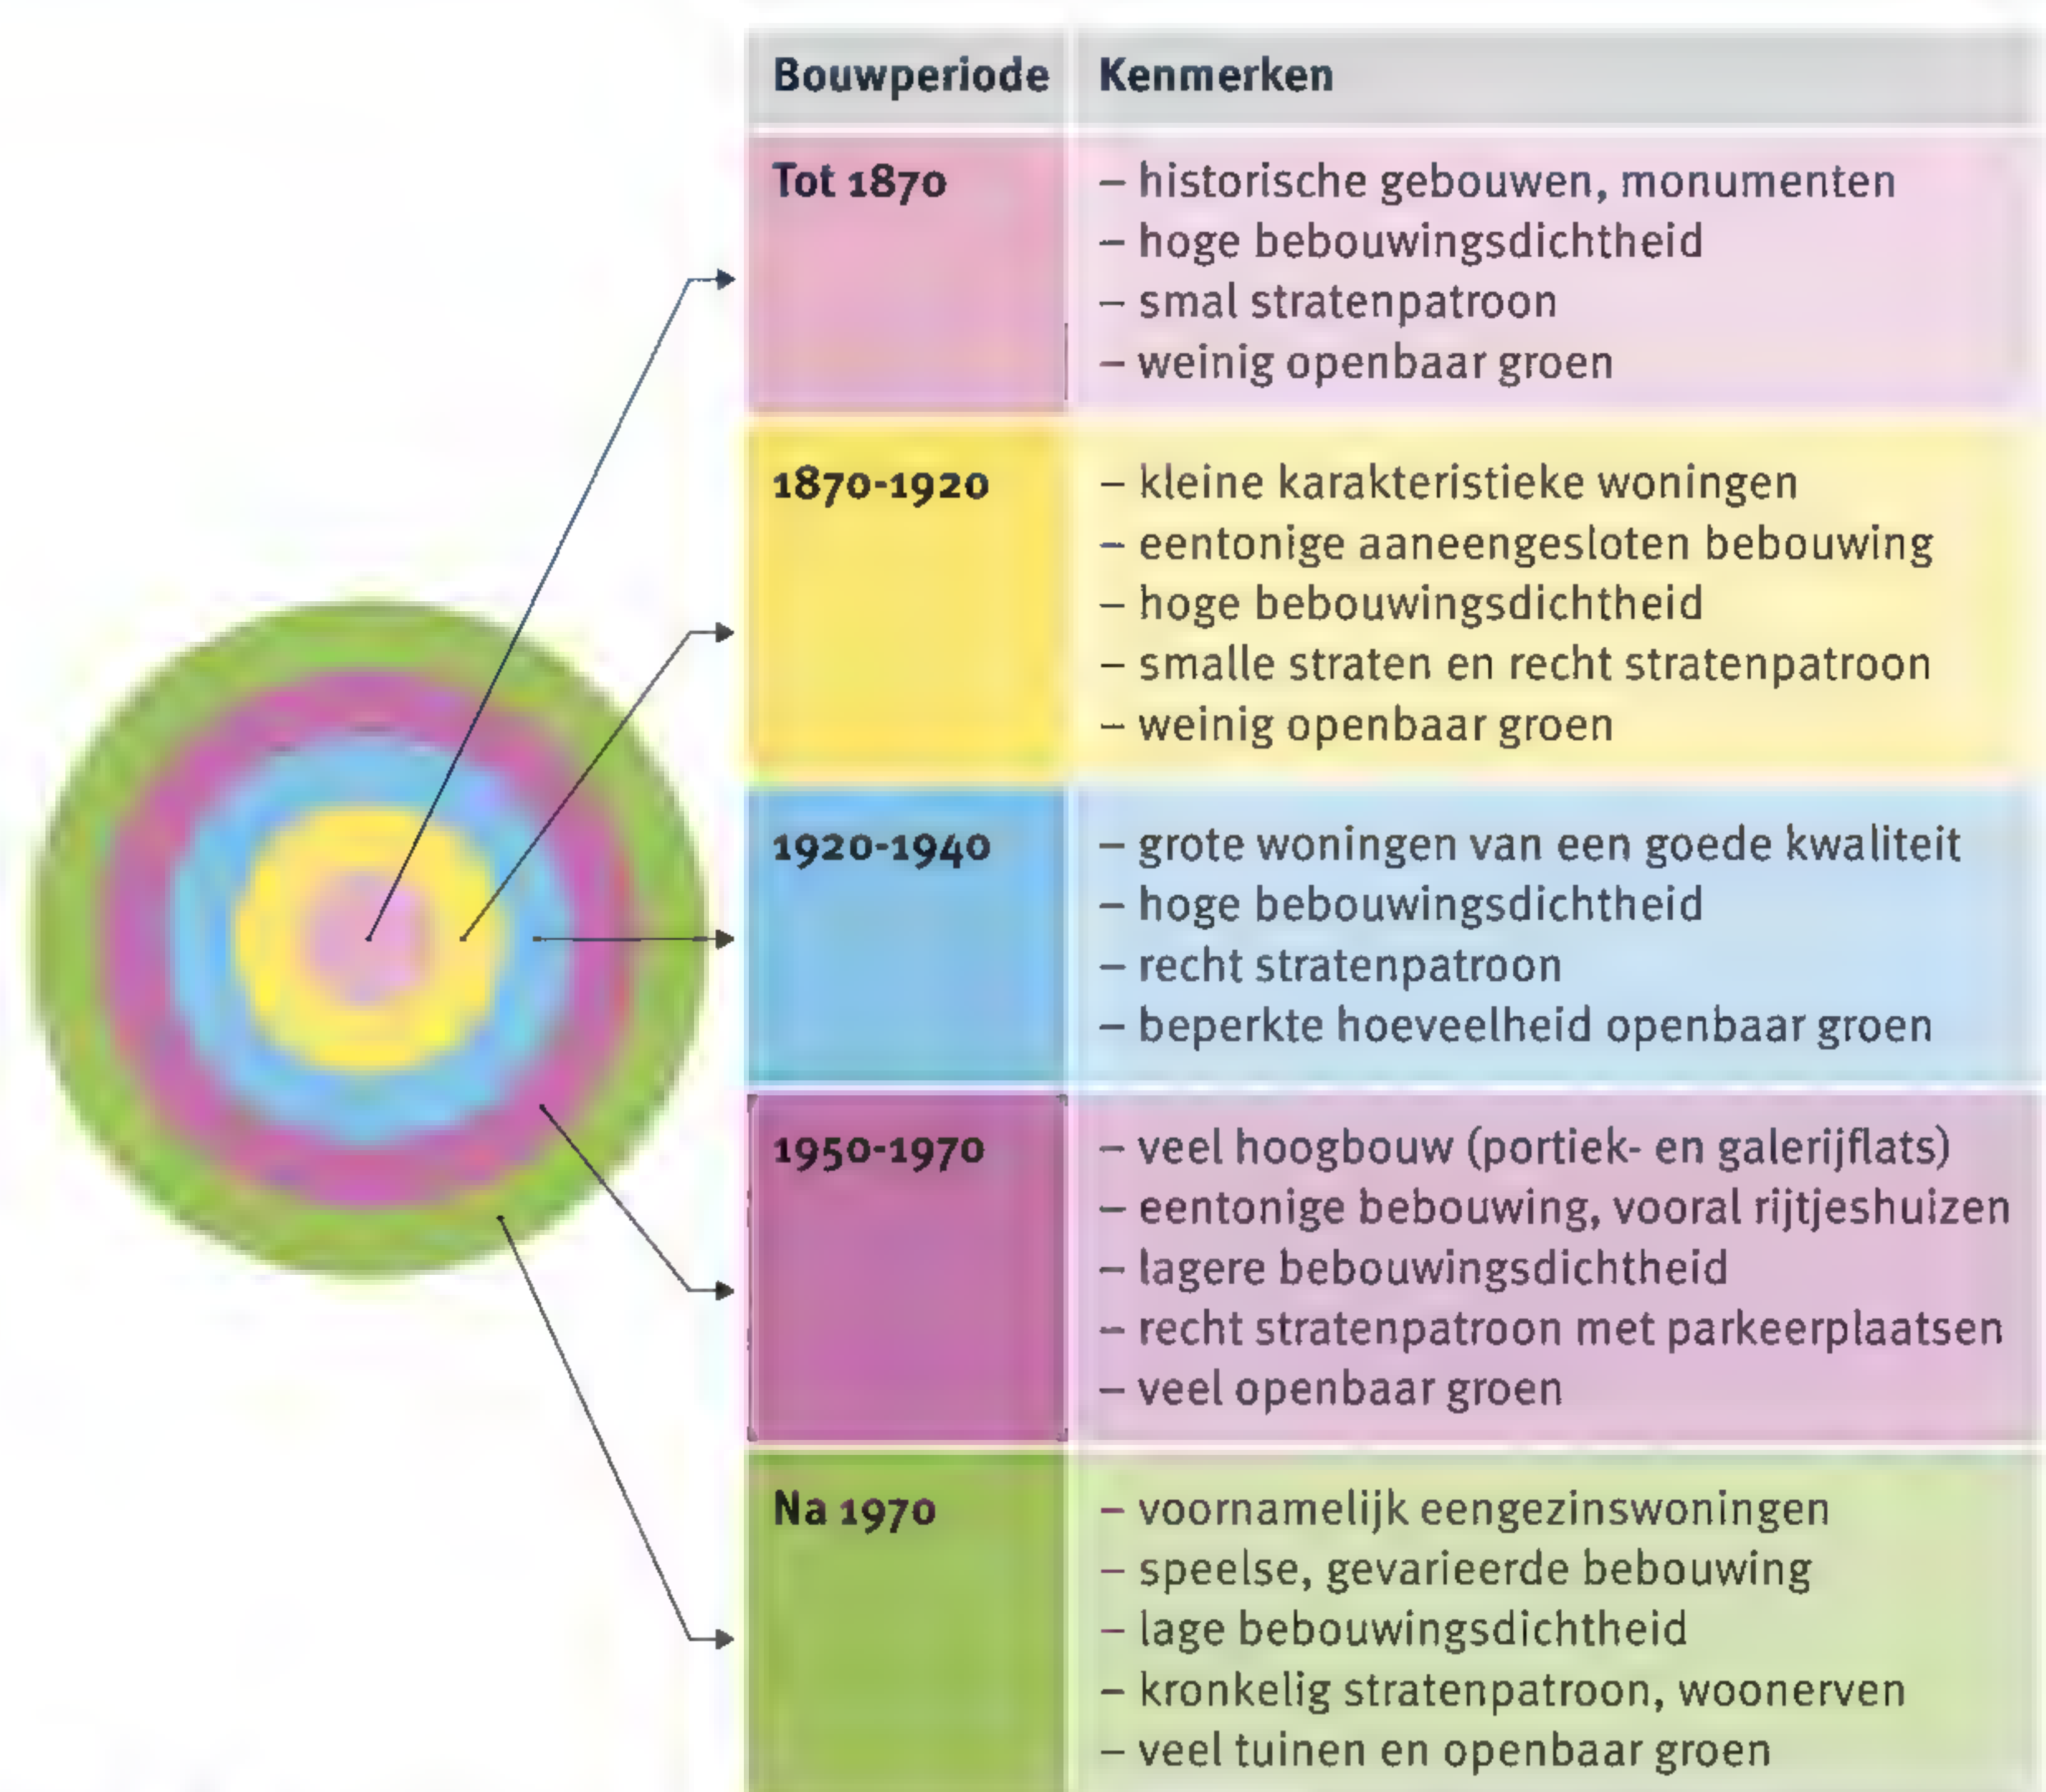 Bouwperiode Kenmerken
Tot 1870
– historische gebouwen, monumenten
– hoge bebouwingsdichtheid
– smal stratenpatroon
– weinig openbaar groen
1870-1920
– kleine karakteristieke woningen
– eentonige aaneengesloten bebouwing
– hoge bebouwingsdichtheid
– smalle straten en recht stratenpatroon
– weinig openbaar groen
1920-1940
– grote woningen van een goede kwaliteit
– hoge bebouwingsdichtheid
– recht stratenpatroon
– beperkte hoeveelheid openbaar groen
1950-1970
– veel hoogbouw (portiek- en galerijflats)
– eentonige bebouwing, vooral rijtjeshuizen
– lagere bebouwingsdichtheid
– recht stratenpatroon met parkeerplaatsen
– veel openbaar groen
Na 1970
– voornamelijk eengezinswoningen
– speelse, gevarieerde bebouwing
– lage bebouwingsdichtheid
– kronkelig stratenpatroon, woonerven
– veel tuinen en openbaar groen